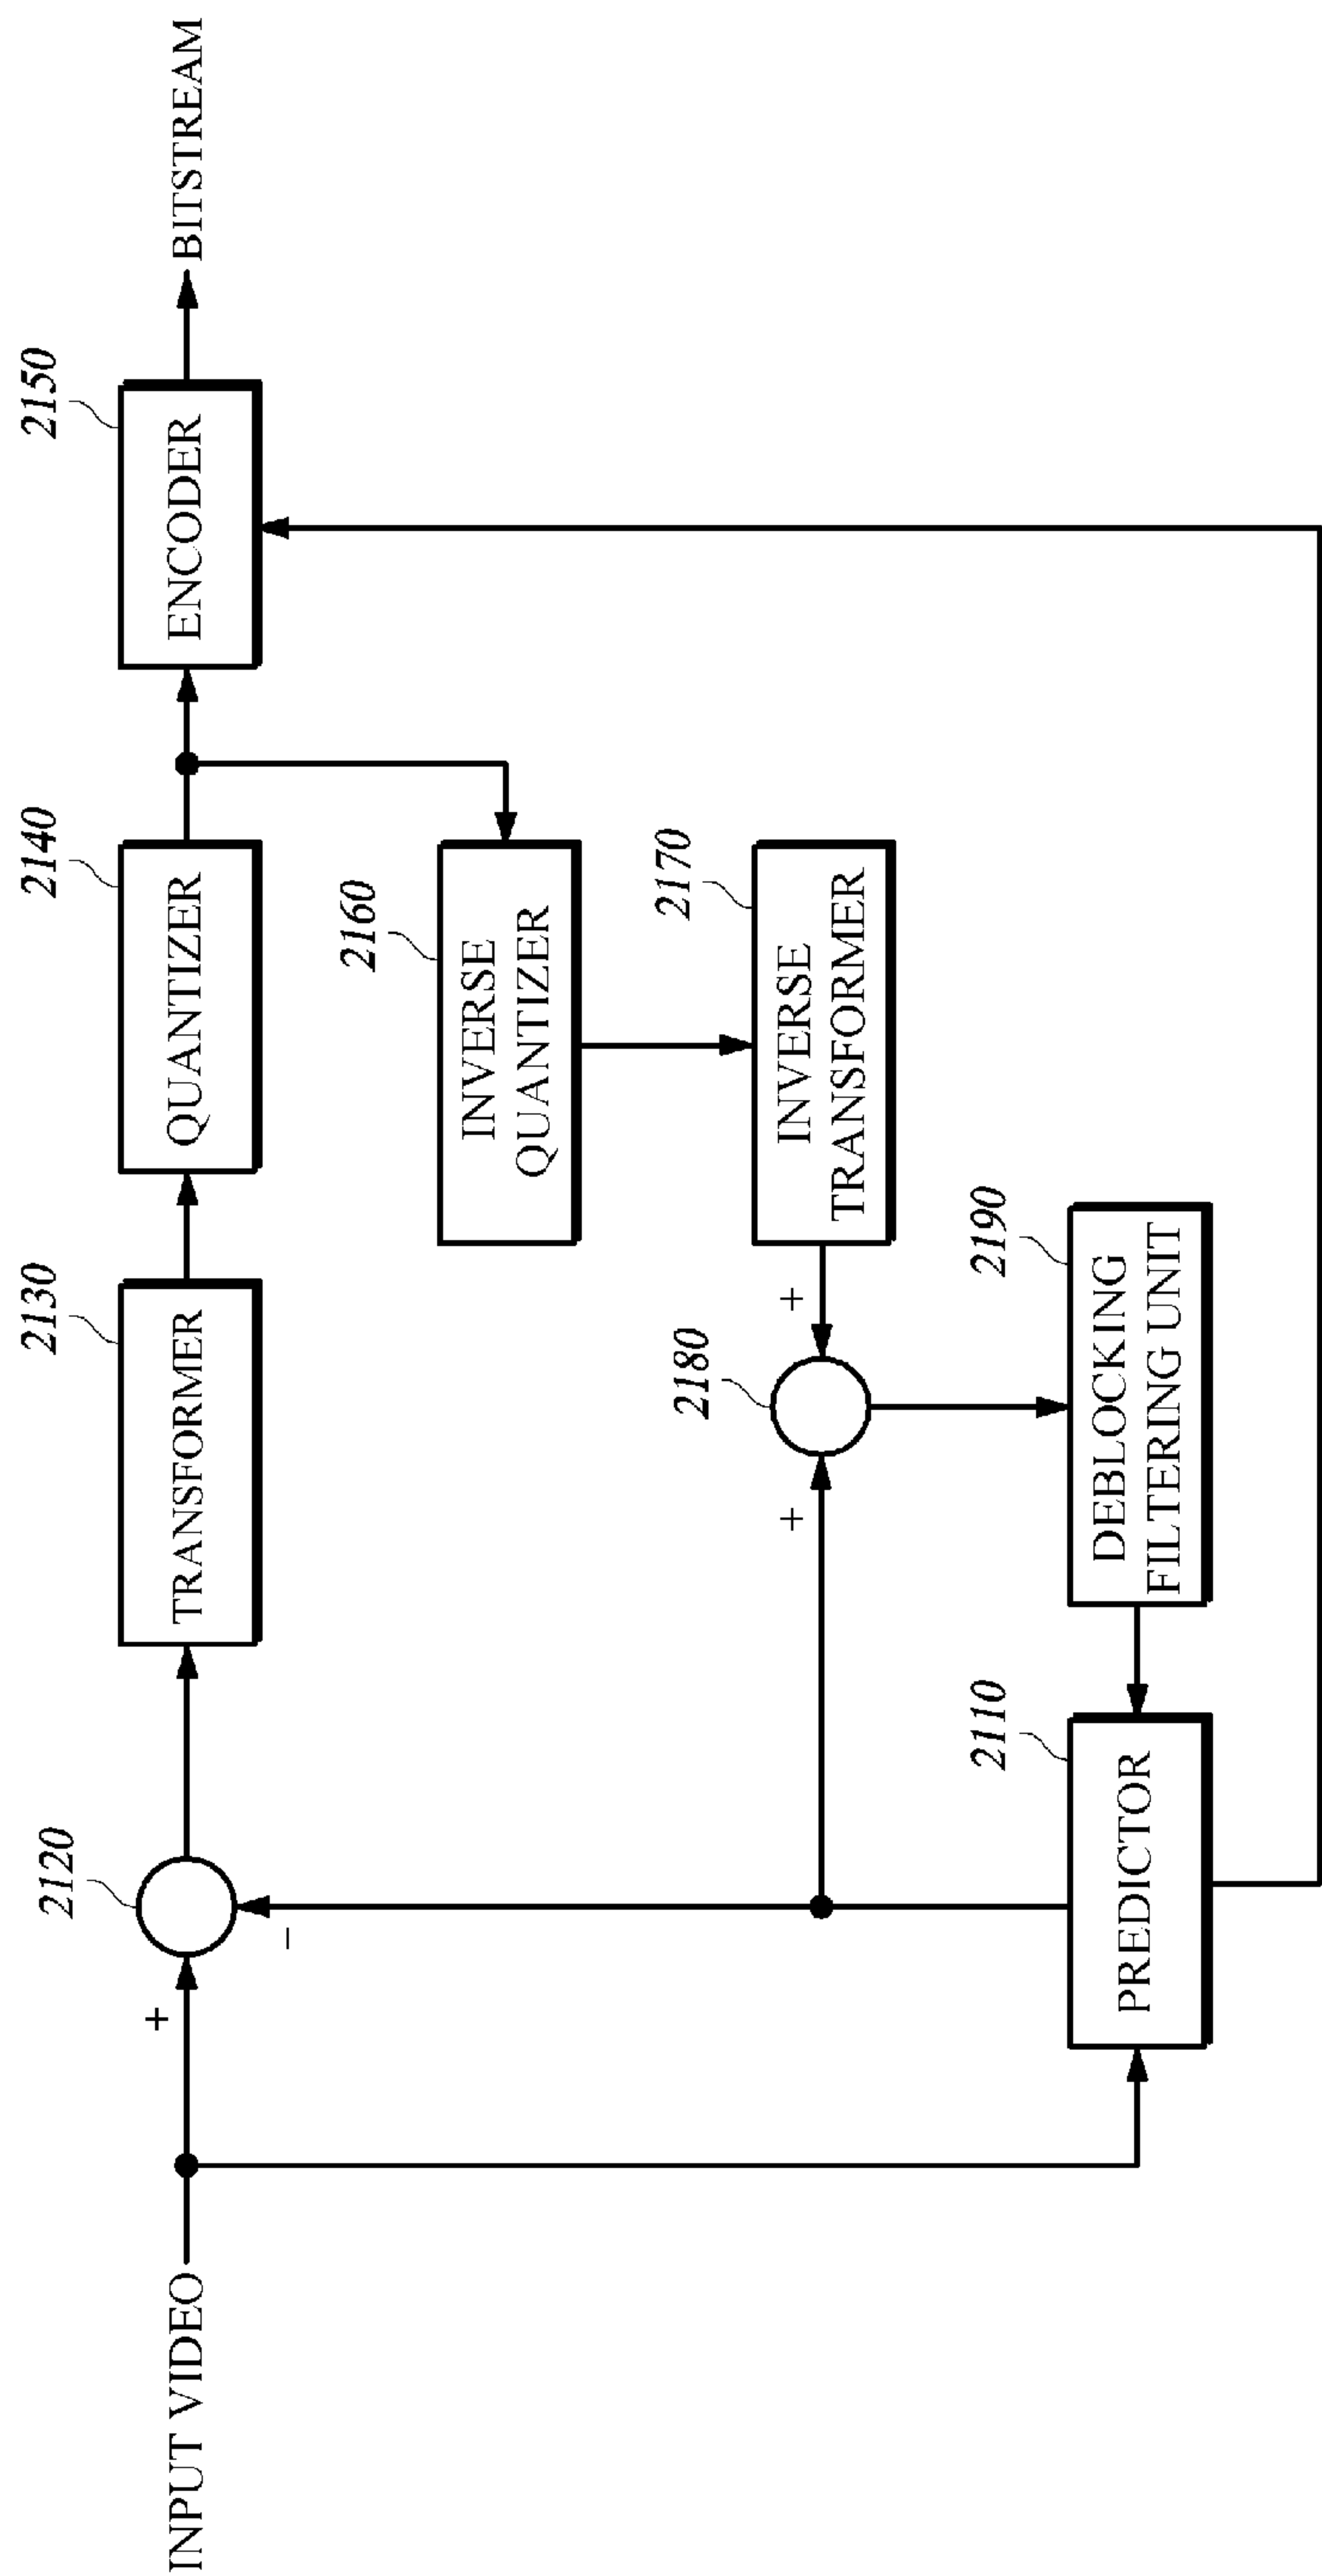 INPUT VIDEO
+
−
2120
2130
TRANSFORMER
2140
QUANTIZER
2150
ENCODER
BITSTREAM
2160
INVERSE
QUANTIZER
2170
INVERSE
TRANSFORMER
+
+
2180
2190
DEBLOCKING
FILTERING UNIT
2110
PREDICTOR